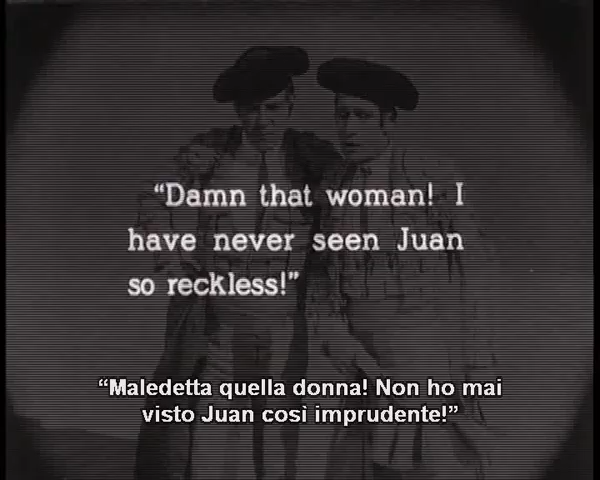 “Damn that woman! I
have never seen Juan
so reckless!”
“Maledetta quella donna! Non ho mai
visto Juan così imprudente!”